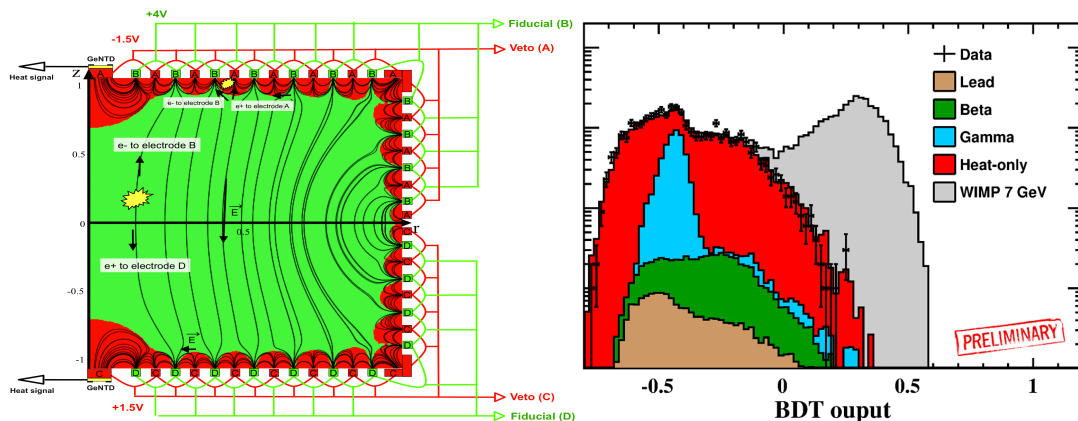 +4V
Fiducial (B)
-1.5V
Veto (A)
GeNTD
Heat signal
Z
A B A B A B A B A B A B A B A
1
e- to electrode B
e+ to electrode A
B
A
B
A
B
A
B
A
0.5
e- to electrode B
E
0
0.5
r
e+ to electrode D
C
D
C
D
C
D
C
D
-0.5
E
-1
C D C D C D C D C D C D C D C
GeNTD
Heat signal
+1.5V
Veto (C)
Fiducial (D)
Data
Lead
Beta
Gamma
Heat-only
WIMP 7 GeV
PRELIMINARY
-0.5 0 0.5 1
BDT ouput